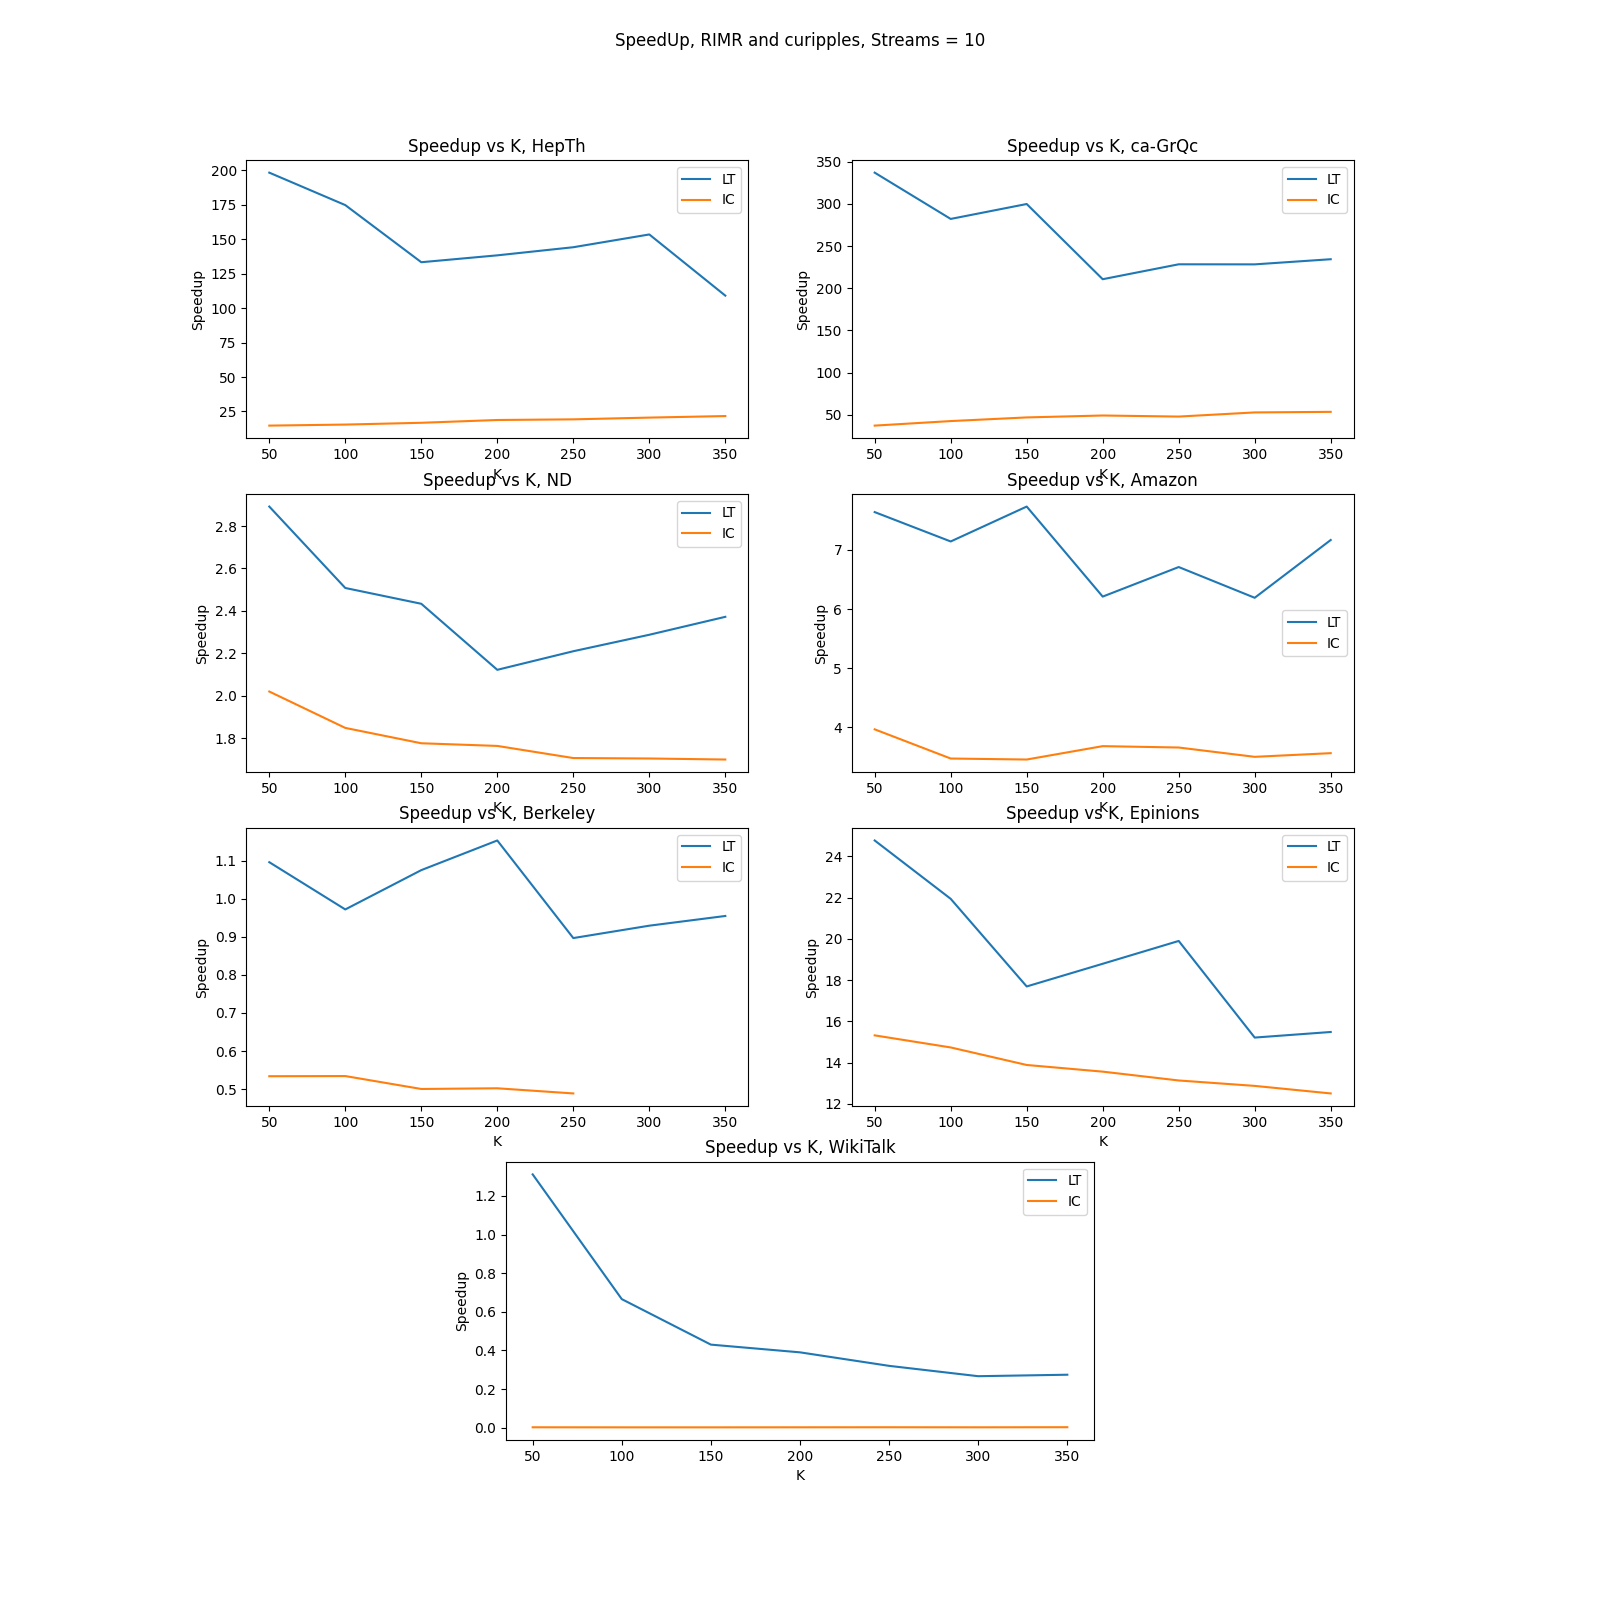 SpeedUp, RIMR and curipples, Streams = 10
Speedup vs K, HepTh
200
175
150
125
100
75
50
25
Speedup
LT
IC
50 100 150 200 250 300 350
K
Speedup vs K, ca-GrQc
350
300
250
200
150
100
50
Speedup
LT
IC
50 100 150 200 250 300 350
K
Speedup vs K, ND
2.8
2.6
2.4
2.2
2.0
1.8
Speedup
LT
IC
50 100 150 200 250 300 350
K
Speedup vs K, Amazon
7
6
5
4
Speedup
LT
IC
50 100 150 200 250 300 350
K
Speedup vs K, Berkeley
1.1
1.0
0.9
0.8
0.7
0.6
0.5
Speedup
LT
IC
50 100 150 200 250 300 350
K
Speedup vs K, Epinions
24
22
20
18
16
14
12
Speedup
LT
IC
50 100 150 200 250 300 350
K
Speedup vs K, WikiTalk
1.2
1.0
0.8
0.6
0.4
0.2
0.0
Speedup
LT
IC
50 100 150 200 250 300 350
K